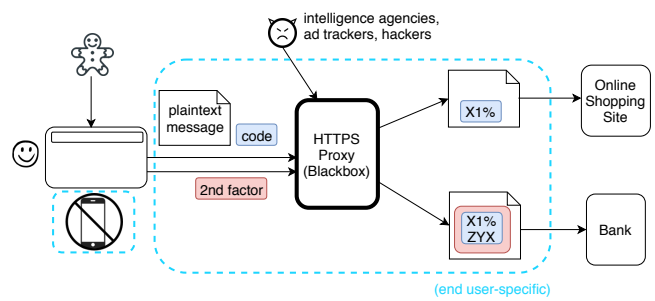 intelligence agencies,
ad trackers, hackers
plaintext
message
code
2nd factor
HTTPS
Proxy
(Blackbox)
X1%
Online
Shopping
Site
X1%
ZYX
Bank
(end user-specific)